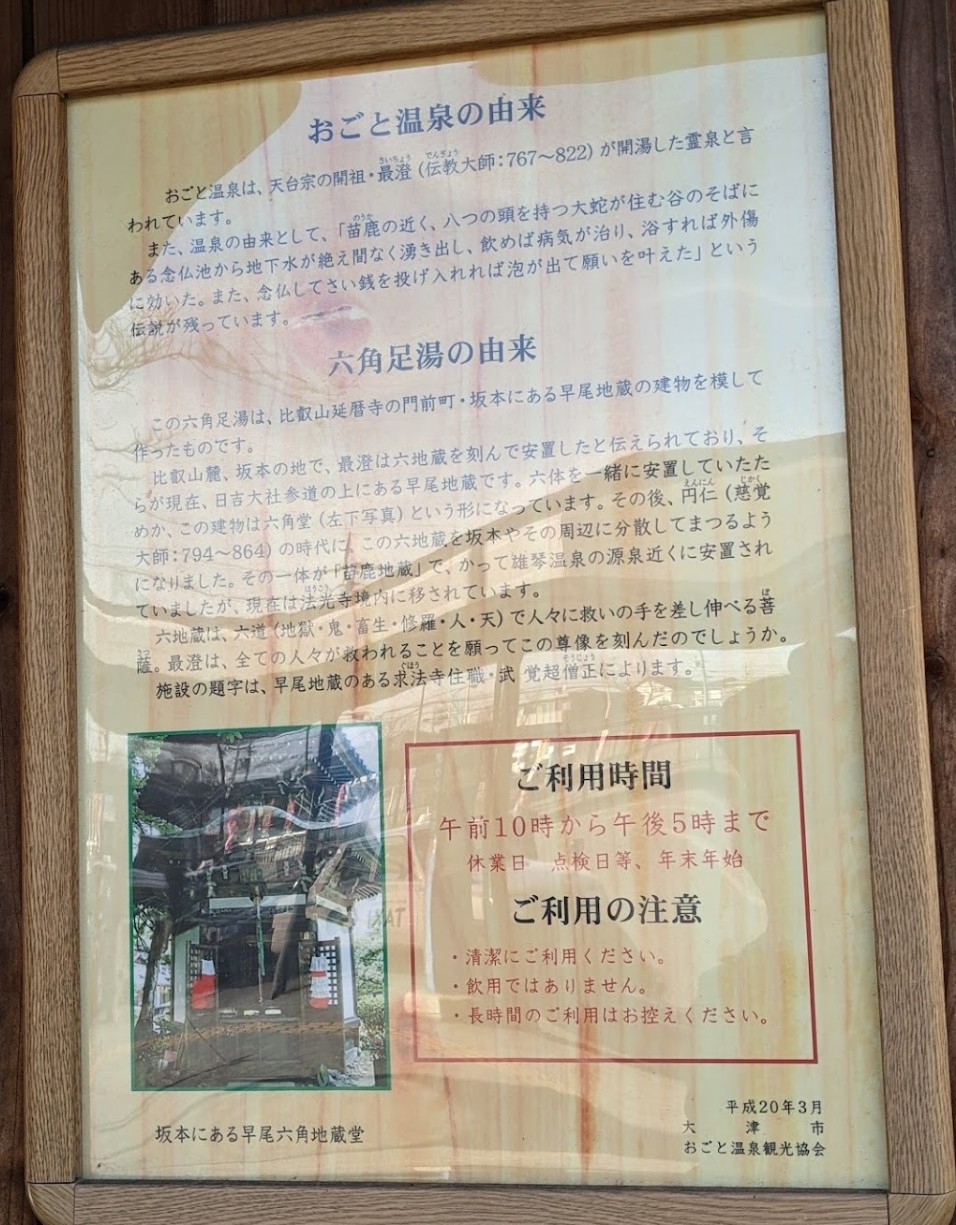 おごと温泉の由来
おごと温泉は、天台宗の開祖・最澄(伝教大師:767～822)が開湯した霊泉と言
われています。
また、温泉の由来として、「苗鹿の近く、八つの頭を持つ大蛇が住む谷のそばに
ある念仏池から地下水が絶え間なく湧き出し、飲めば病気が治り、浴すれば外傷
に効いた。また、念仏してさい銭を投げ入れれば泡が出て願いを叶えた」という
伝説が残っています。
六角足湯の由来
この六角足湯は、比叡山延暦寺の門前町・坂本にある早尾地蔵の建物を模して
作ったものです。
比叡山麓、坂本の地で、最澄は六地蔵を刻んで安置したと伝えられており、そ
らが現在、日吉大社参道の上にある早尾地蔵です。六体を一緒に安置していたた
めか、この建物は六角堂(左下写真)という形になっています。その後、円仁(慈覚
大師:794～864)の時代に、この六地蔵を坂本やその周辺に分散してまつるよう
になりました。その一体が「苗鹿地蔵」で、かって雄琴温泉の源泉近くに安置され
ていましたが、現在は法光寺境内に移されています。
六地蔵は、六道(地獄・鬼・畜生・修羅・人・天)で人々に救いの手を差し伸べる菩
薩。最澄は、全ての人々が救われることを願ってこの尊像を刻んだのでしょうか。
施設の題字は、早尾地蔵のある求法寺住職・武 覚超僧正によります。
ご利用時間
午前10時から午後5時まで
休業日 点検日等、年末年始
ご利用の注意
・清潔にご利用ください。
・飲用ではありません。
・長時間のご利用はお控えください。
坂本にある早尾六角地蔵堂
平成20年3月
大津市
おごと温泉観光協会